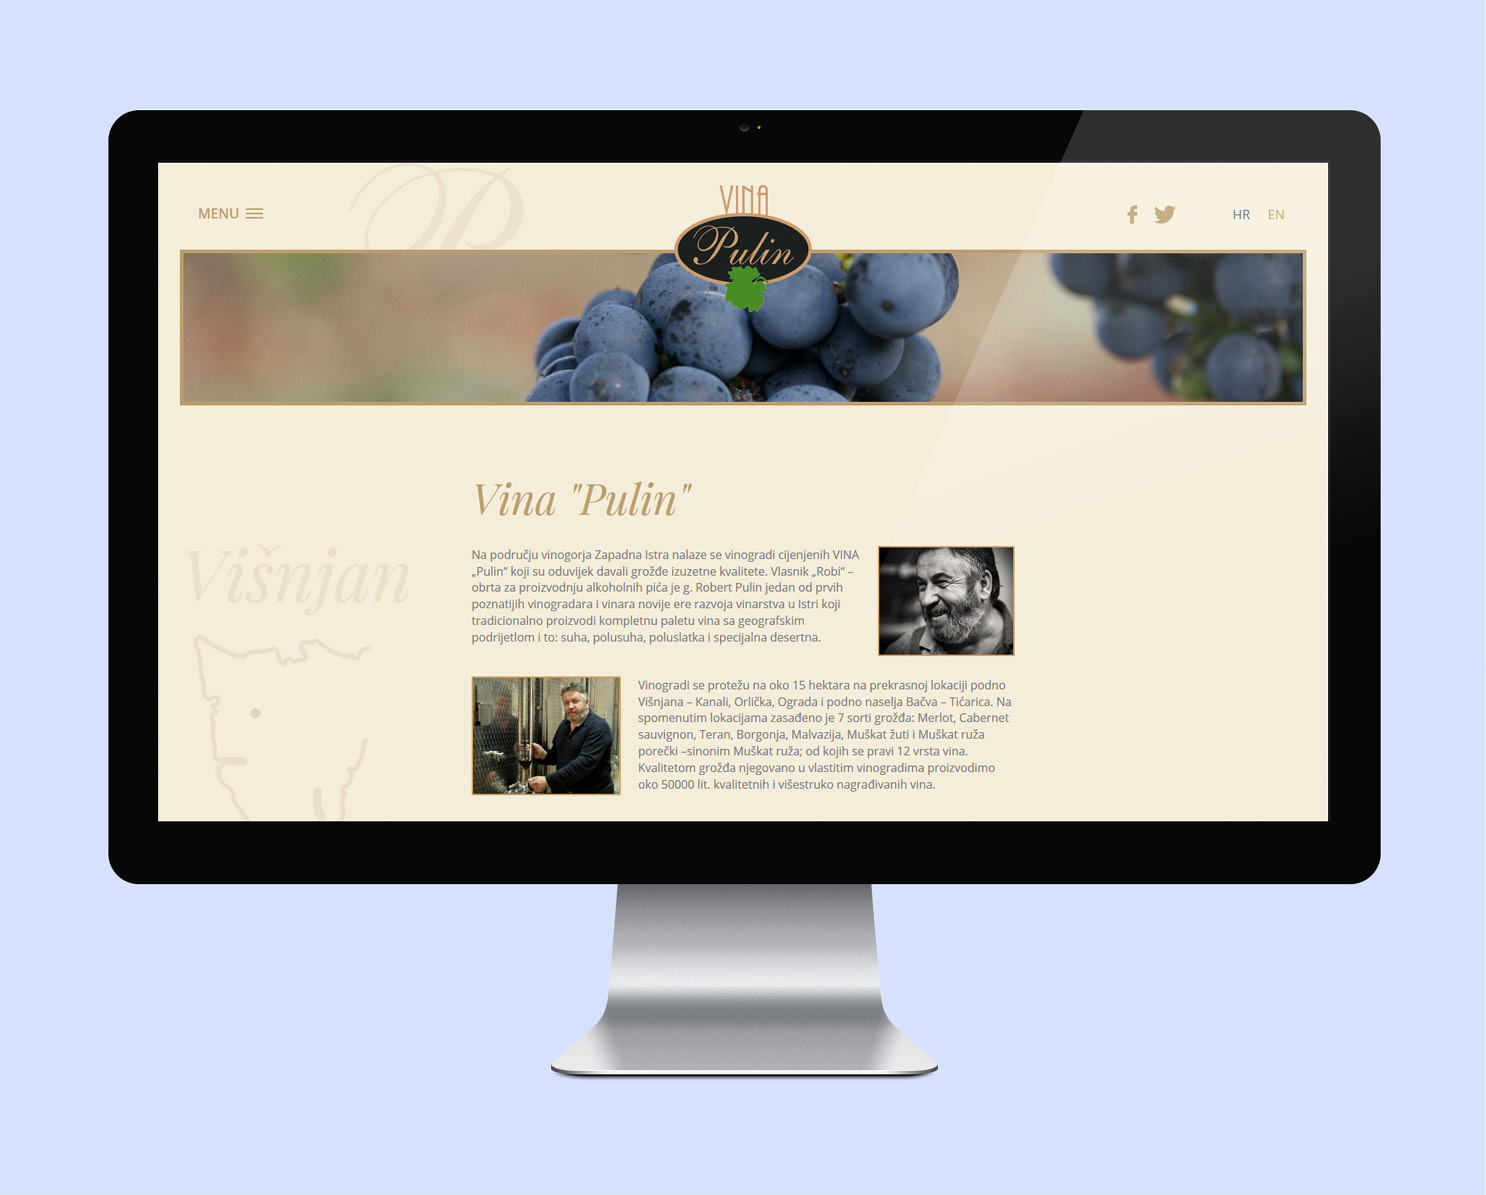 MENU
VINA
Pulin
HR EN
Vina "Pulin"
Na području vinogorja Zapadna Istra nalaze se vinogradi cijenjenih VINA
„Pulin“ koji su oduvijek davali grožđe izuzetne kvalitete. Vlasnik „Robi“ –
obrta za proizvodnju alkoholnih pića je g. Robert Pulin jedan od prvih
poznatijih vinogradara i vinara novije ere razvoja vinarstva u Istri koji
tradicionalno proizvodi kompletnu paletu vina sa geografskim
podrijetlom i to: suha, polusuha, poluslatka i specijalna desertna.
Višnjan
Vinogradi se protežu na oko 15 hektara na prekrasnoj lokaciji podno
Višnjana – Kanali, Orlička, Ograda i podno naselja Bačva – Tićarica. Na
spomenutim lokacijama zasađeno je 7 sorti grožđa: Merlot, Cabernet
sauvignon, Teran, Borgonja, Malvazija, Muškat žuti i Muškat ruža
porečki –sinonim Muškat ruža; od kojih se pravi 12 vrsta vina.
Kvalitetom grožđa njegovano u vlastitim vinogradima proizvodimo
oko 50000 lit. kvalitetnih i višestruko nagrađivanih vina.